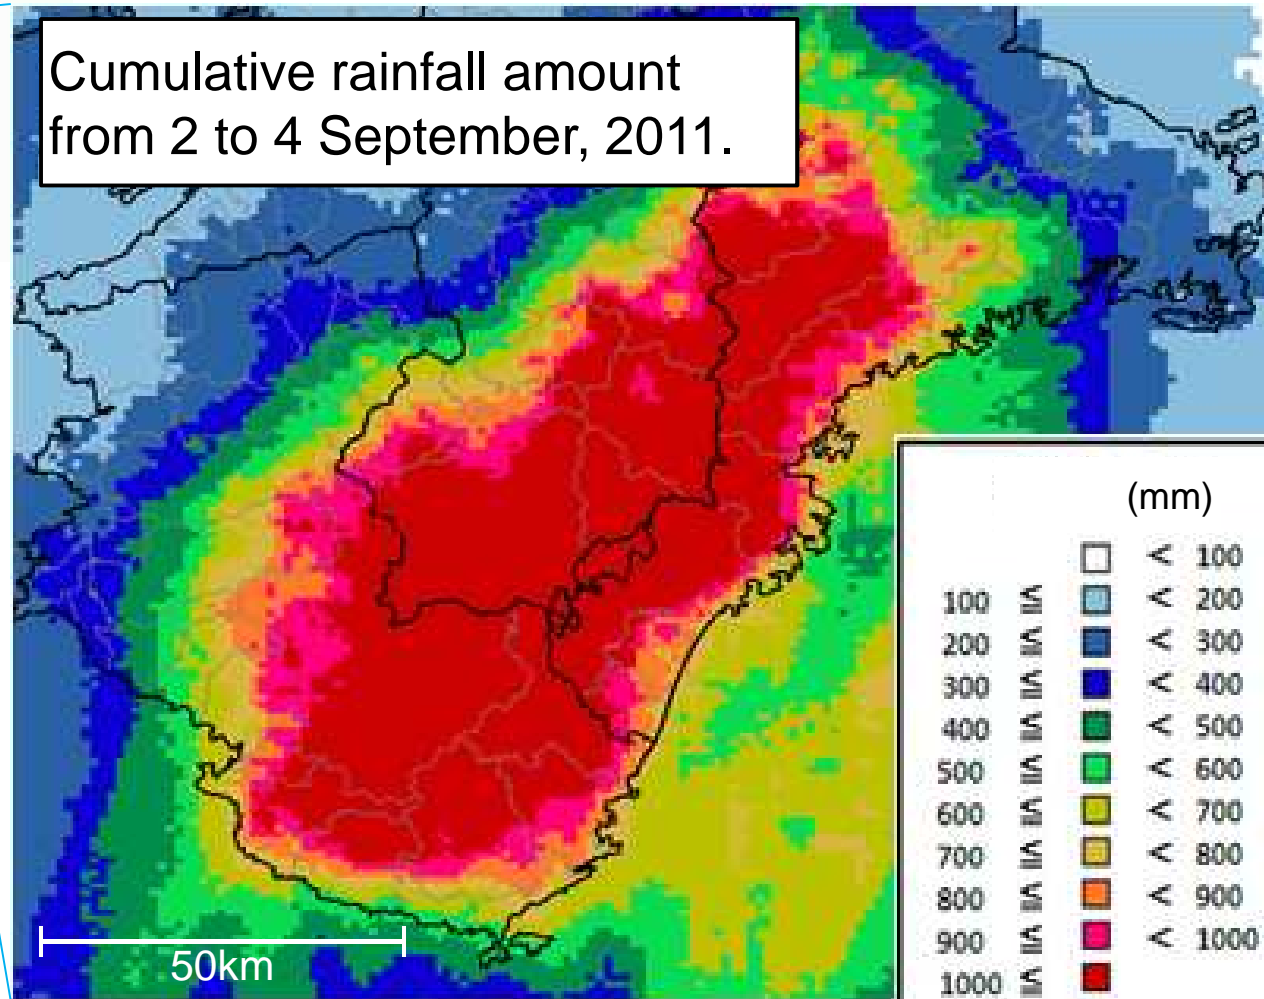 Cumulative rainfall amount
from 2 to 4 September, 2011.
(mm)
< 100
100 ≦ < 200
200 ≦ < 300
300 ≦ < 400
400 ≦ < 500
500 ≦ < 600
600 ≦ < 700
700 ≦ < 800
800 ≦ < 900
900 ≦ < 1000
1000 ≦
50km